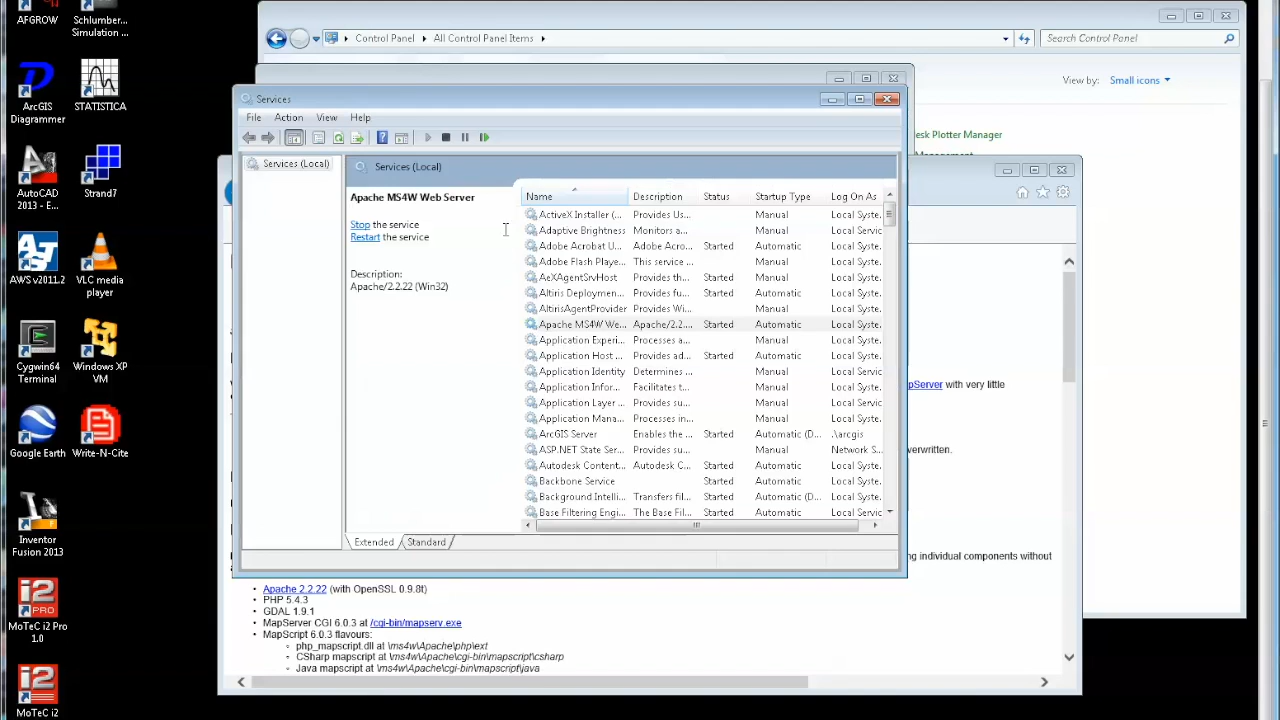 AFGROW
Schlumber...
Simulation ...
ArcGIS
Diagrammer
STATISTICA
AutoCAD
2013 - E...
Strand7
AWS v2011.2
VLC media
player
Cygwin64
Terminal
Windows XP
VM
Google Earth
Write-N-Cite
Inventor
Fusion 2013
MoTeC i2 Pro
1.0
MoTeC i2
Control Panel
All Control Panel Items
Search Control Panel
View by: Small icons
esk Plotter Manager
Services
File Action View Help
Services (Local)
Services (Local)
Apache MS4W Web Server
Stop the service
Restart the service
Description:
Apache/2.2.22 (Win32)
Name Description Status Startup Type Log On As
ActiveX Installer (... Provides Us... Manual Local Syste.
Adaptive Brightness Monitors a... Manual Local Servic
Adobe Acrobat U... Adobe Acro... Started Automatic Local Syste.
Adobe Flash Playe... This service ... Manual Local Syste.
AeXAgentSrvHost Provides th... Started Manual Local Syste.
Altiris Deploymen... Provides fu... Started Automatic Local Syste.
AltirisAgentProvider Provides Wi... Manual Local Syste.
Apache MS4W We... Apache/2.2.... Started Automatic Local Syste.
Application Experi... Processes a... Manual Local Syste.
Application Host ... Provides ad... Started Automatic Local Syste.
Application Identity Determines ... Manual Local Servic
Application Infor... Facilitates t... Manual Local Syste.
Application Layer ... Provides su... Manual Local Servic
Application Mana... Processes in... Manual Local Syste.
ArcGIS Server Enables the ... Started Automatic (D... .\arcgis
ASP.NET State Ser... Provides su... Manual Network S...
Autodesk Content... Autodesk C... Started Automatic Local Syste.
Backbone Service Started Automatic Local Syste.
Background Intelli... Transfers fil... Started Automatic (D... Local Syste.
Base Filtering Engi... The Base Fil... Started Automatic Local Servic
Extended Standard
pServer with very little
verwritten.
ng individual components without
Apache 2.2.22 (with OpenSSL 0.9.8t)
PHP 5.4.3
GDAL 1.9.1
MapServer CGI 6.0.3 at /cgi-bin/mapserv.exe
MapScript 6.0.3 flavours:
php_mapscript.dll at \ms4w\Apache\php\ext
CSharp mapscript at \ms4w\Apache\cgi-bin\mapscript\csharp
Java mapscript at \ms4w\Apache\cgi-bin\mapscript\java